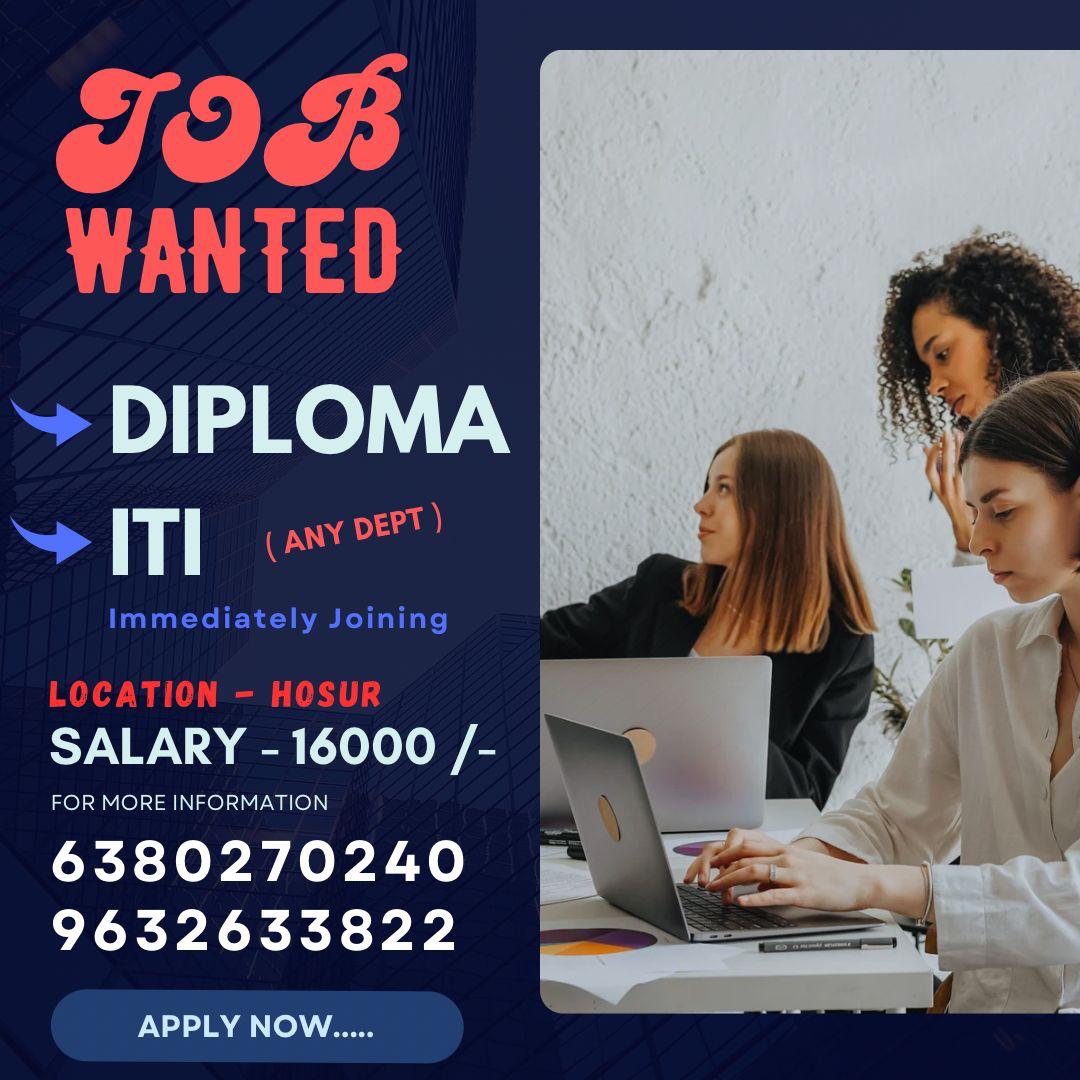 JOB
WANTED
DIPLOMA
ITI
( ANY DEPT )
Immediately Joining
LOCATION - HOSUR
SALARY - 16000 /-
FOR MORE INFORMATION
6380270240
9632633822
APPLY NOW.....